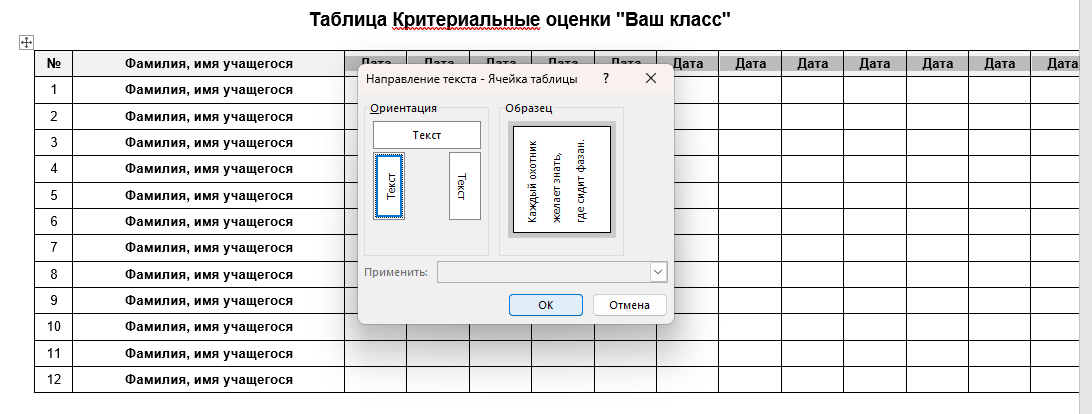 Таблица Критериальные оценки "Ваш класс"
№ Фамилия, имя учащегося Дата Дата Дата Дата Дата Дата Дата Дата Дата Дата Дата Дата
Направление текста - Ячейка таблицы ?
1 Фамилия, имя учащегося
Ориентация Образец
2 Фамилия, имя учащегося
Текст
3 Фамилия, имя учащегося
4 Фамилия, имя учащегося
Текст Текст
Каждый охотник
желает знать,
где сидит фазан.
5 Фамилия, имя учащегося
6 Фамилия, имя учащегося
7 Фамилия, имя учащегося
8 Фамилия, имя учащегося
Применить:
9 Фамилия, имя учащегося
ОК Отмена
10 Фамилия, имя учащегося
11 Фамилия, имя учащегося
12 Фамилия, имя учащегося